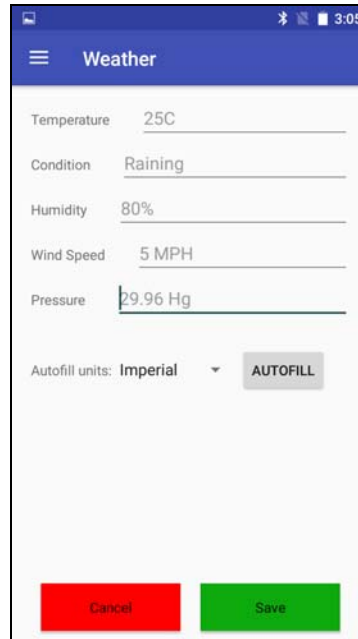 3:05
Weather
Temperature 25C
Condition Raining
Humidity 80%
Wind Speed 5 MPH
Pressure 29.96 Hg
Autofill units: Imperial AUTOFILL
Cancel Save